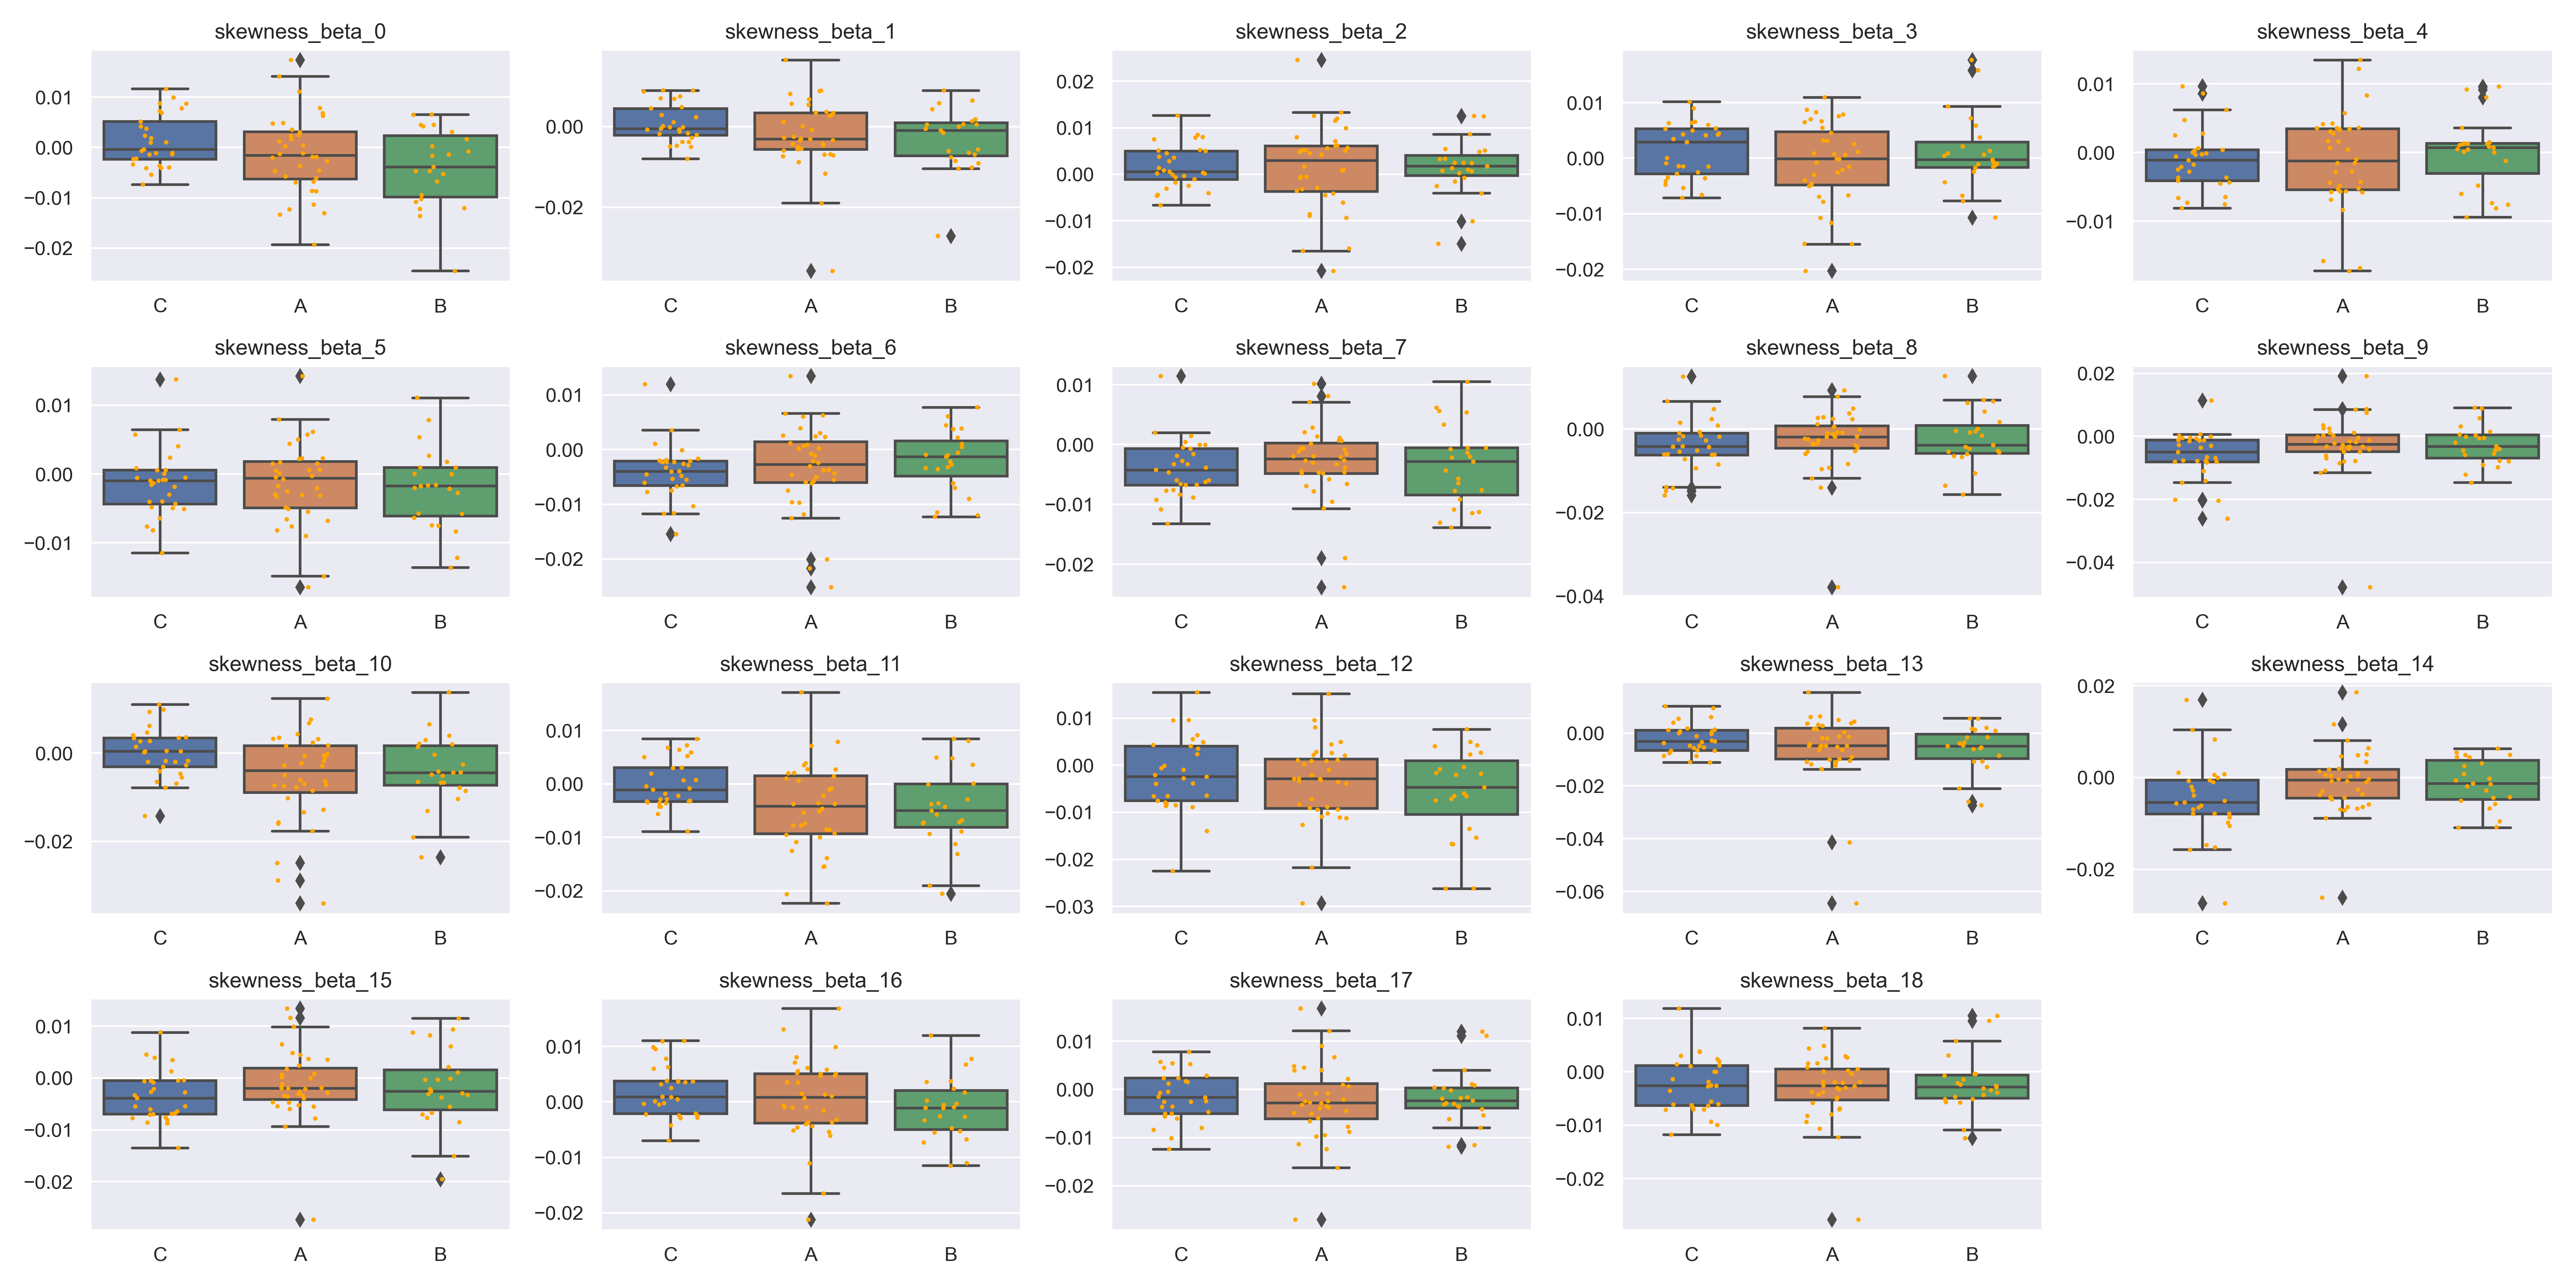 skewness_beta_0
0.01
0.00
−0.01
−0.02
C A B
skewness_beta_1
0.00
−0.02
C A B
skewness_beta_2
0.02
0.01
0.00
−0.01
−0.02
C A B
skewness_beta_3
0.01
0.00
−0.01
−0.02
C A B
skewness_beta_4
0.01
0.00
−0.01
C A B
skewness_beta_5
0.01
0.00
−0.01
C A B
skewness_beta_6
0.01
0.00
−0.01
−0.02
C A B
skewness_beta_7
0.01
0.00
−0.01
−0.02
C A B
skewness_beta_8
0.00
−0.02
−0.04
C A B
skewness_beta_9
0.02
0.00
−0.02
−0.04
C A B
skewness_beta_10
0.00
−0.02
C A B
skewness_beta_11
0.01
0.00
−0.01
−0.02
C A B
skewness_beta_12
0.01
0.00
−0.01
−0.02
−0.03
C A B
skewness_beta_13
0.00
−0.02
−0.04
−0.06
C A B
skewness_beta_14
0.02
0.00
−0.02
C A B
skewness_beta_15
0.01
0.00
−0.01
−0.02
C A B
skewness_beta_16
0.01
0.00
−0.01
−0.02
C A B
skewness_beta_17
0.01
0.00
−0.01
−0.02
C A B
skewness_beta_18
0.01
0.00
−0.01
−0.02
C A B